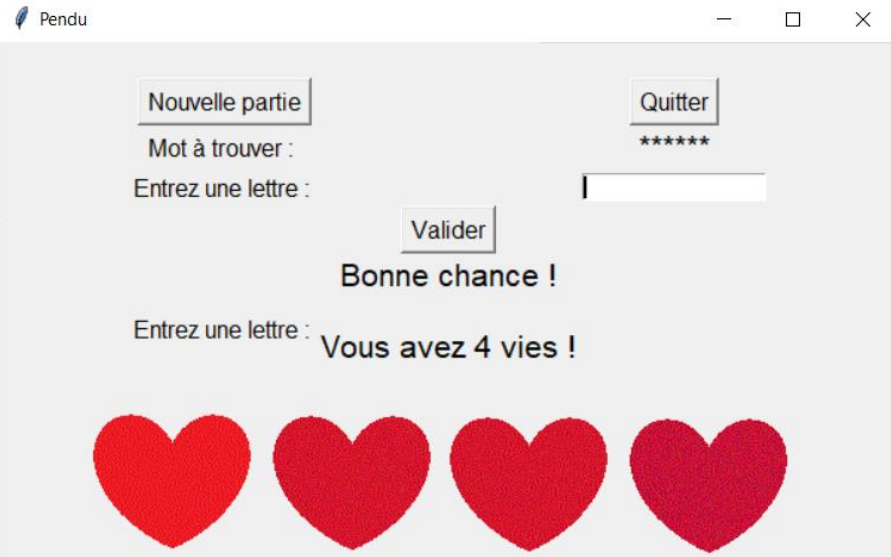 Pendu
Nouvelle partie
Quitter
Mot à trouver :
******
Entrez une lettre :
Valider
Bonne chance !
Entrez une lettre :
Vous avez 4 vies !